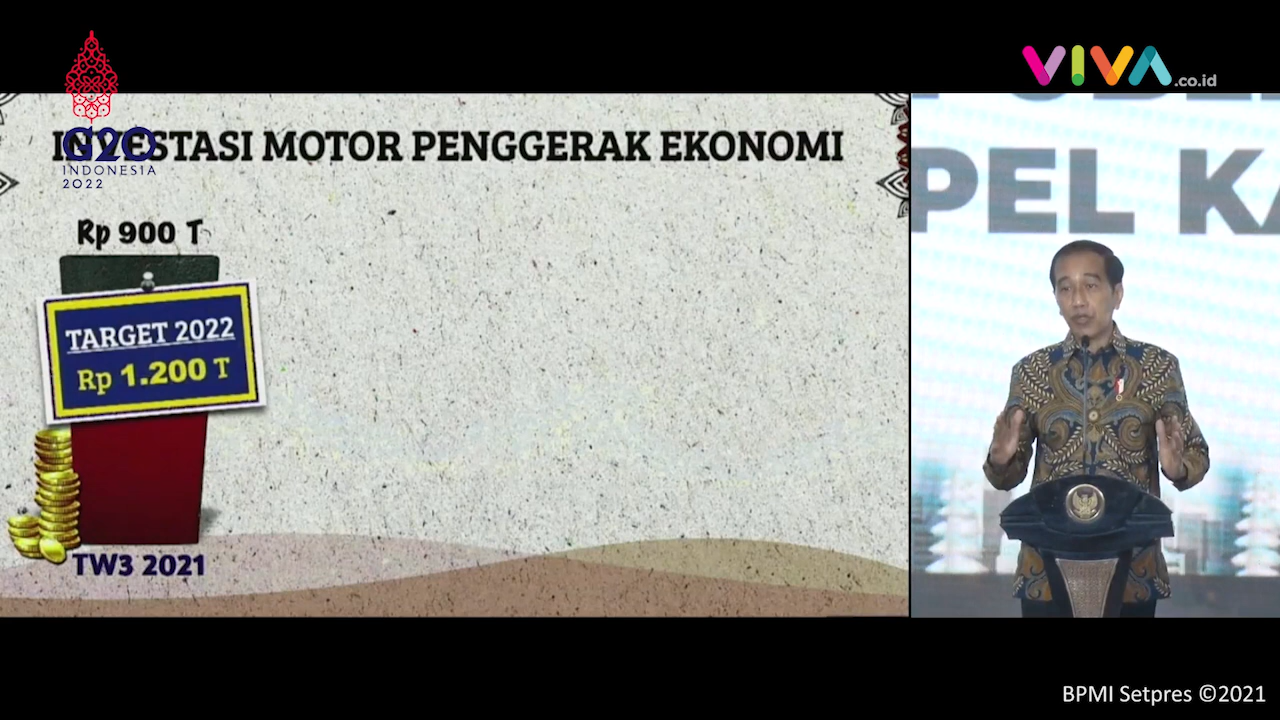 VIVA.co.id
G20
INDONESIA
2022
INVESTASI MOTOR PENGGERAK EKONOMI
Rp 900 T
TARGET 2022
Rp 1.200 T
TW3 2021
PEL KA
BPMI Setpres ©2021